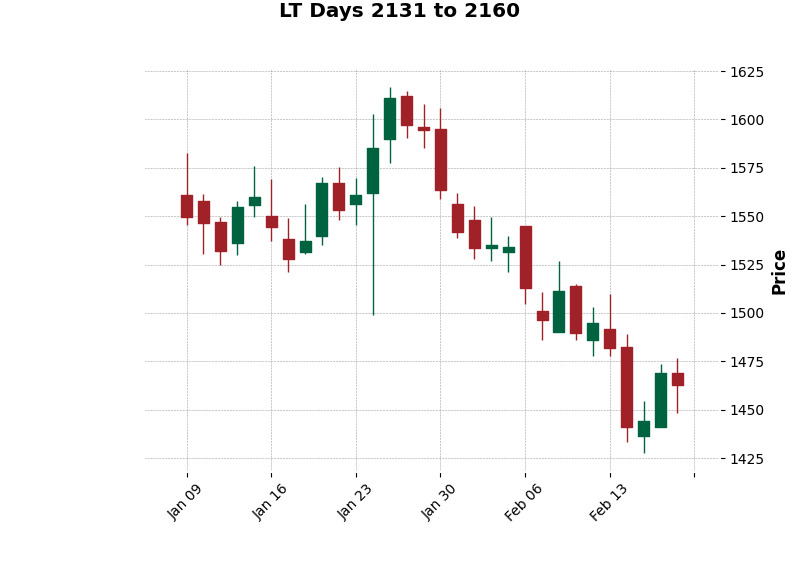 LT Days 2131 to 2160
1625
1600
1575
1550
1525
1500
1475
1450
1425
Price
Jan 09
Jan 16
Jan 23
Jan 30
Feb 06
Feb 13